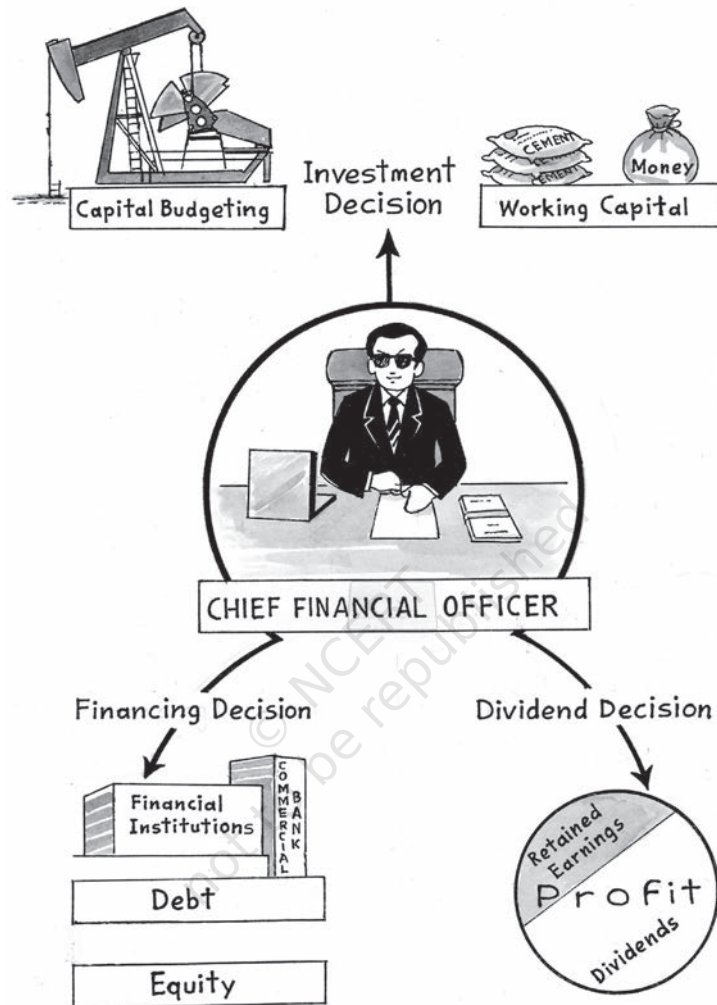 CEMENT
CEMENT
Money
Capital Budgeting
Investment
Decision
Working Capital
CHIEF FINANCIAL OFFICER
Financing Decision
Dividend Decision
Financial
Institutions
COMMERCIAL
BANK
Debt
Equity
Retained
Earnings
Profit
Dividends
© NCERT
not to be republished